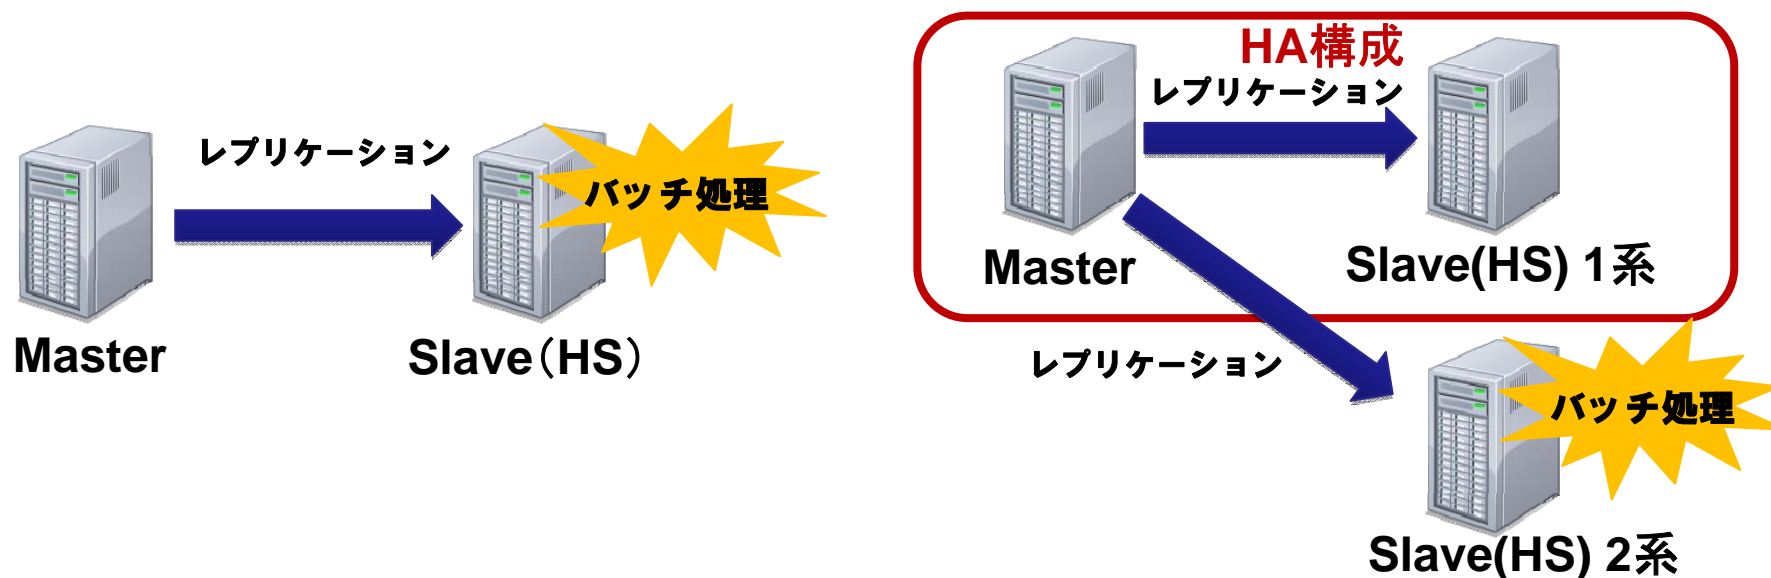 レプリケーション
バッチ処理
Master
Slave（HS）
HA構成
レプリケーション
Master
Slave(HS) 1系
レプリケーション
バッチ処理
Slave(HS) 2系